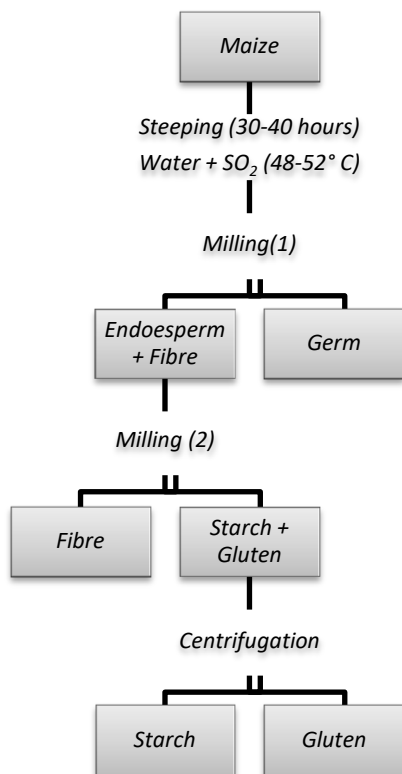 Maize
Steeping (30-40 hours)
Water + SO₂ (48-52° C)
Milling(1)
Endoesperm
+ Fibre
Germ
Milling (2)
Fibre
Starch +
Gluten
Centrifugation
Starch
Gluten